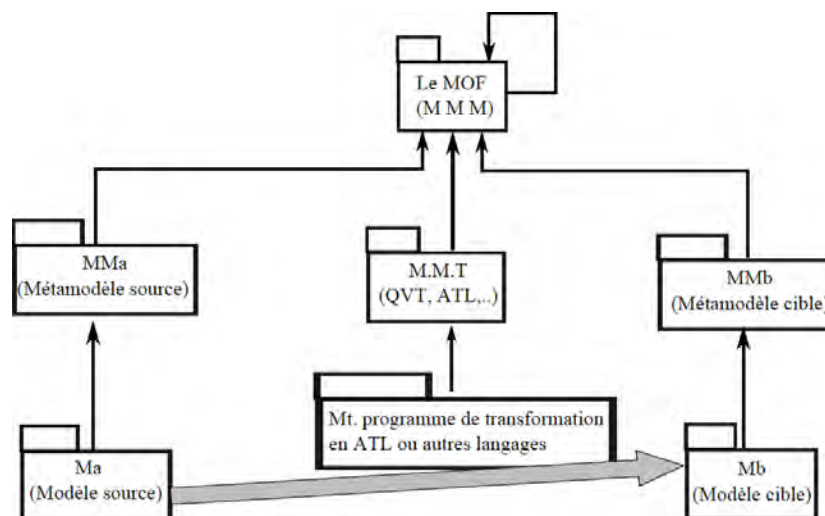 Le MOF
(M M M)
MMa
(Métamodèle source)
M.M.T
(QVT, ATL,..)
MMb
(Métamodèle cible)
Mt. programme de transformation
en ATL ou autres langages
Ma
(Modèle source)
Mb
(Modèle cible)